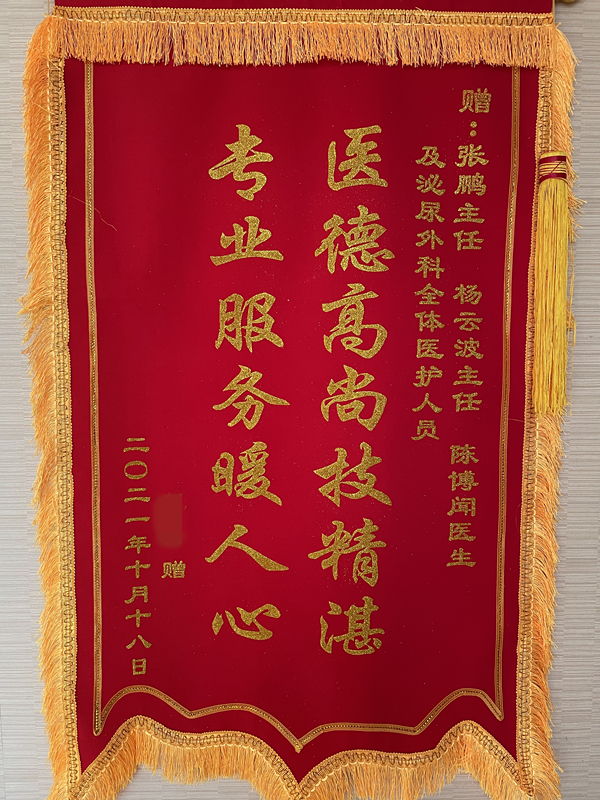 赠：张鹏主任 杨云波主任 陈博闻医生
及泌尿外科全体医护人员
医德高尚技精湛
专业服务暖人心
赠
二〇二一年十月十八日